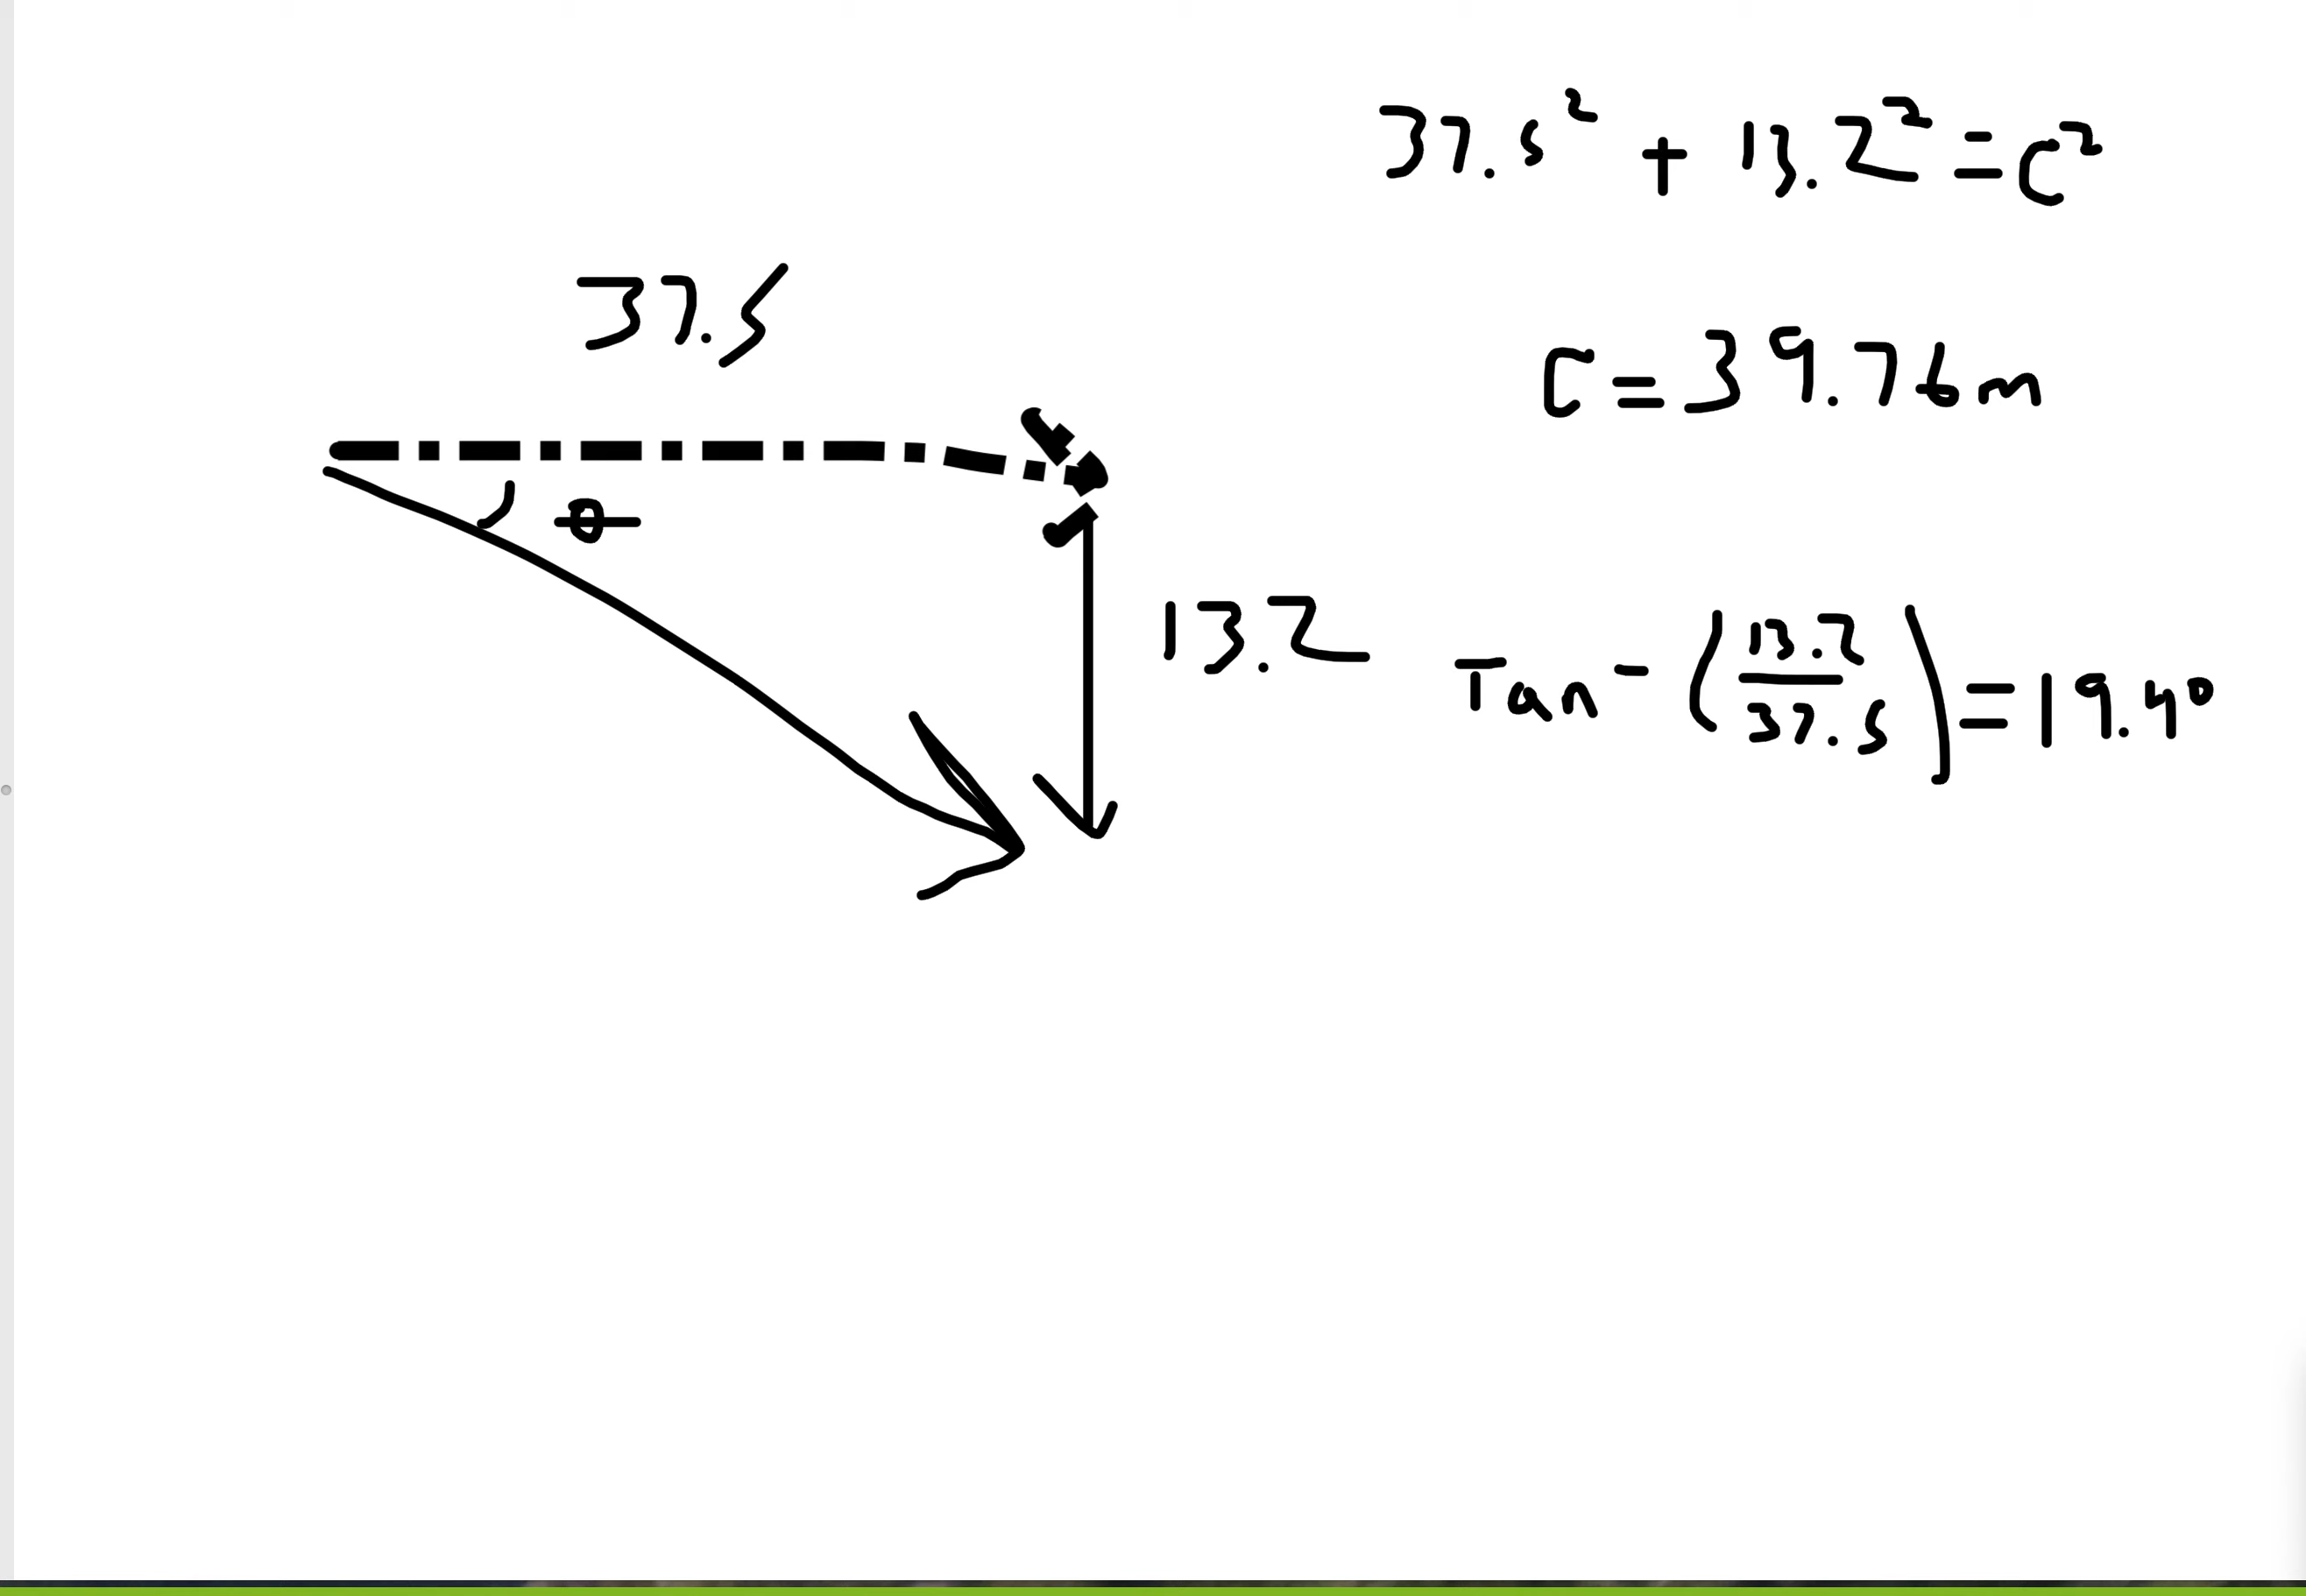 37.5² + 13.2² = C²
37.5
C = 39.76m
θ
13.2
Tan⁻ (13.2/37.5) = 19.4°